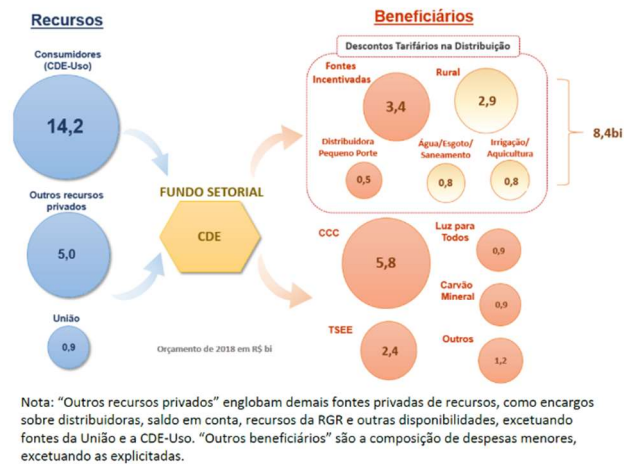 Recursos
Consumidores
(CDE-Uso)
14,2
Outros recursos
privados
5,0
União
0,9
FUNDO SETORIAL
CDE
Orçamento de 2018 em R$ bi
Beneficiários
Descontos Tarifários na Distribuição
Fontes
Incentivadas
3,4
Rural
2,9
Distribuidora
Pequeno Porte
0,5
Água/Esgoto/
Saneamento
0,8
Irrigação/
Aquicultura
0,8
8,4bi
CCC
5,8
Luz para
Todos
0,9
Carvão
Mineral
0,9
TSEE
2,4
Outros
1,2
Nota: “Outros recursos privados” englobam demais fontes privadas de recursos, como encargos
sobre distribuidoras, saldo em conta, recursos da RGR e outras disponibilidades, excetuando
fontes da União e a CDE-Uso. “Outros beneficiários” são a composição de despesas menores,
excetuando as explicitadas.